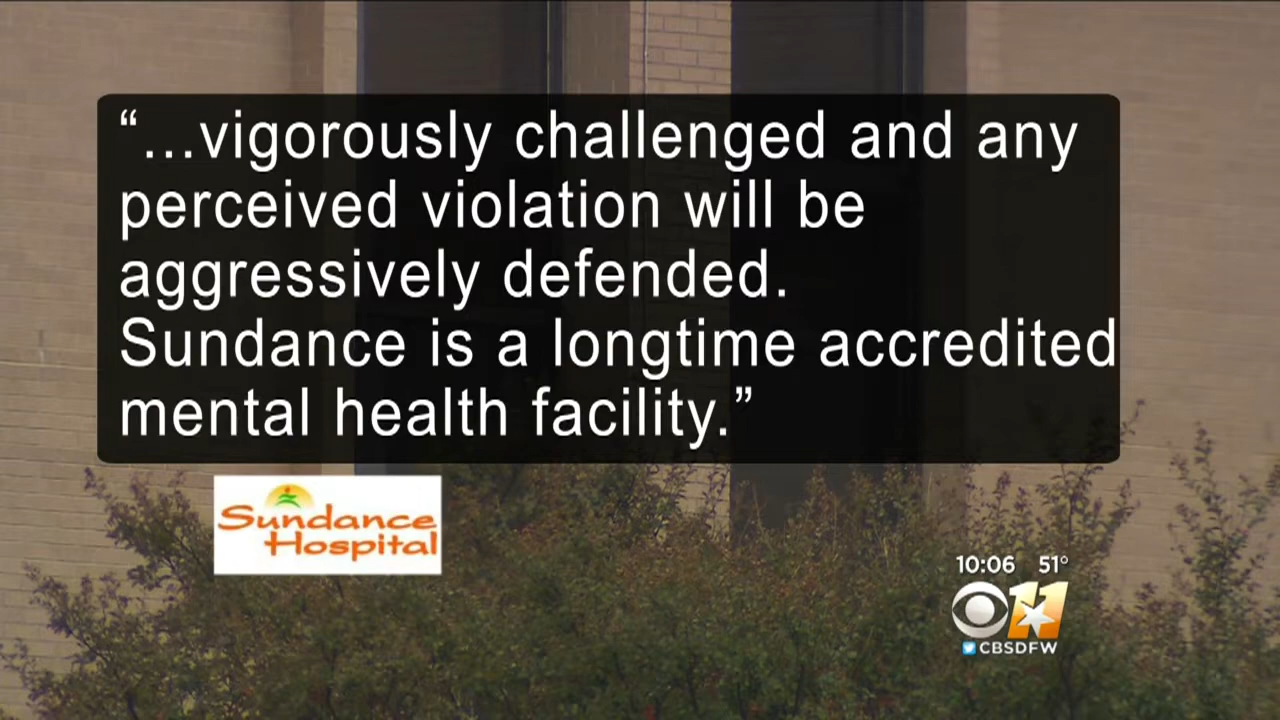 “...vigorously challenged and any
perceived violation will be
aggressively defended.
Sundance is a longtime accredited
mental health facility.”
Sundance
Hospital
10:06 51°
11
CBSDFW